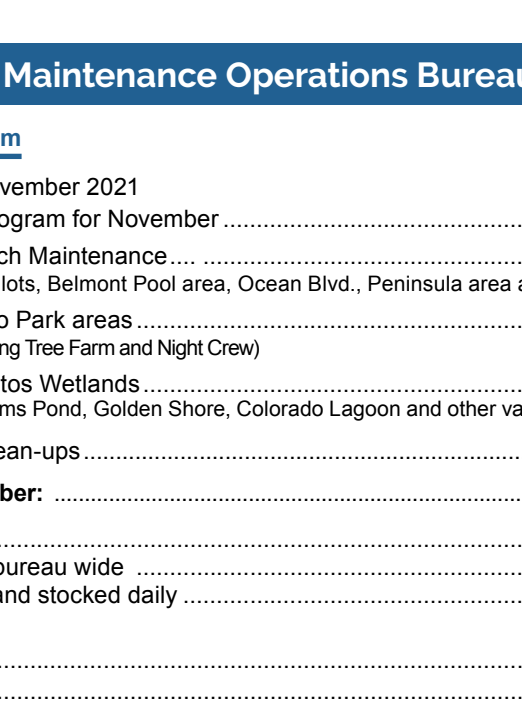 Maintenance Operations Bureau
m
vember 2021
ogram for November ..................................................
ch Maintenance.... .....................................................
lots, Belmont Pool area, Ocean Blvd., Peninsula area a
o Park areas .................................................................
ng Tree Farm and Night Crew)
tos Wetlands ................................................................
ms Pond, Golden Shore, Colorado Lagoon and other va
ean-ups .........................................................................
ber: ...............................................................................
.......................................................................................
bureau wide ................................................................
and stocked daily ........................................................
.......................................................................................
.......................................................................................